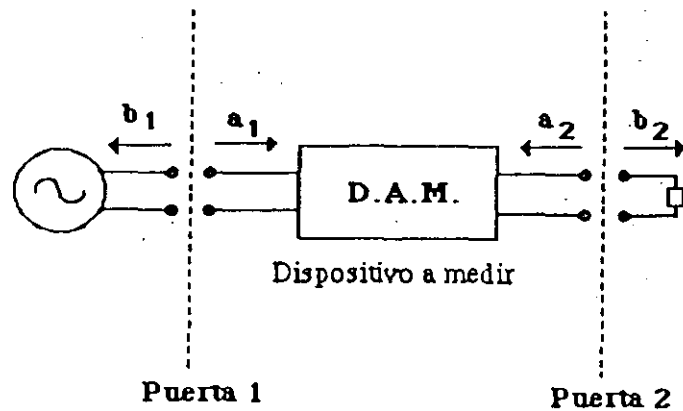 b1
a1
a2
b2
D.A.M.
Dispositivo a medir
Puerta 1
Puerta 2